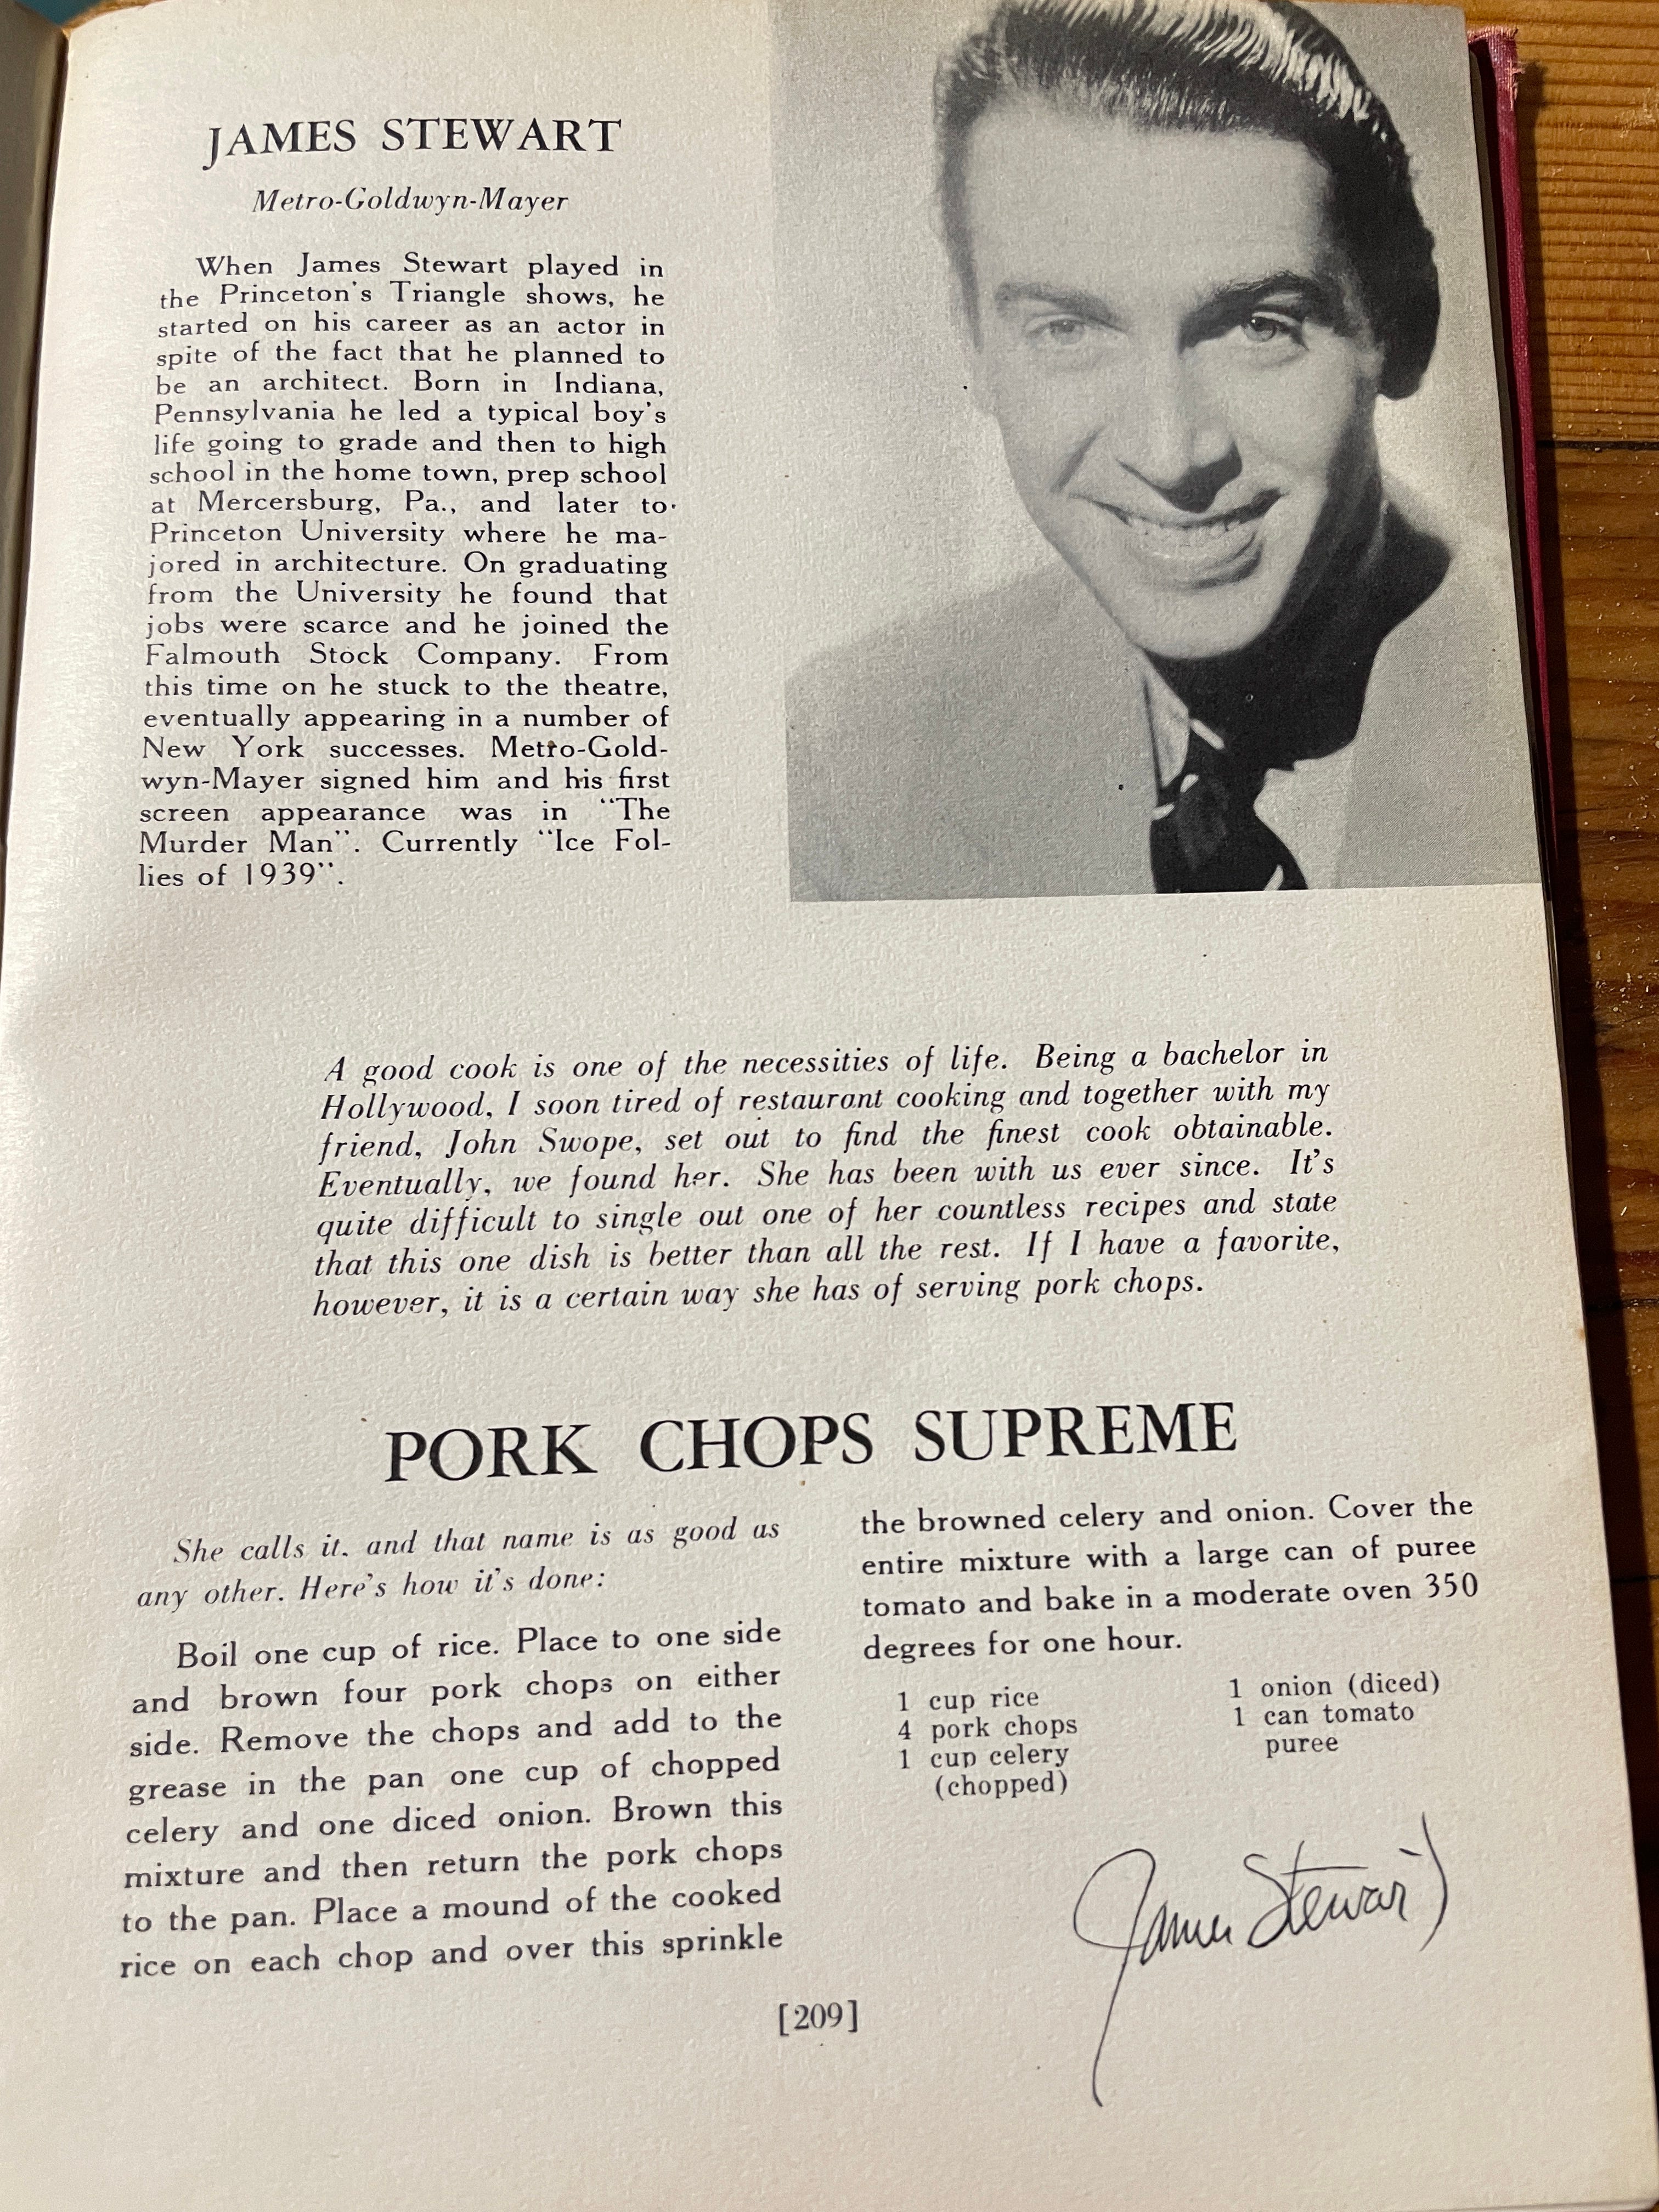 JAMES STEWART
Metro-Goldwyn-Mayer
When James Stewart played in
the Princeton's Triangle shows, he
started on his career as an actor in
spite of the fact that he planned to
be an architect. Born in Indiana,
Pennsylvania he led a typical boy's
life going to grade and then to high
school in the home town, prep school
at Mercersburg, Pa., and later to
Princeton University where he ma-
jored in architecture. On graduating
from the University he found that
jobs were scarce and he joined the
Falmouth Stock Company. From
this time on he stuck to the theatre,
eventually appearing in a number of
New York successes. Metro-Gold-
wyn-Mayer signed him and his first
screen appearance was in "The
Murder Man". Currently "Ice Fol-
lies of 1939".
A good cook is one of the necessities of life. Being a bachelor in
Hollywood, I soon tired of restaurant cooking and together with my
friend, John Swope, set out to find the finest cook obtainable.
Eventually, we found her. She has been with us ever since. It's
quite difficult to single out one of her countless recipes and state
that this one dish is better than all the rest. If I have a favorite,
however, it is a certain way she has of serving pork chops.
PORK CHOPS SUPREME
She calls it, and that name is as good as
any other. Here's how it's done:
Boil one cup of rice. Place to one side
and brown four pork chops on either
side. Remove the chops and add to the
grease in the pan one cup of chopped
celery and one diced onion. Brown this
mixture and then return the pork chops
to the pan. Place a mound of the cooked
rice on each chop and over this sprinkle
the browned celery and onion. Cover the
entire mixture with a large can of puree
tomato and bake in a moderate oven 350
degrees for one hour.
1 cup rice
4 pork chops
1 cup celery
(chopped)
1 onion (diced)
1 can tomato
puree
James Stewart
[209]